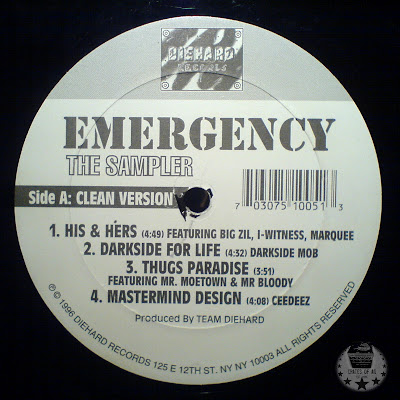 DIEHARD
RECORDS
EMERGENCY
THE SAMPLER
Side A: CLEAN VERSION
7 03075 10051 3
1. HIS & HERS (4:49) FEATURING BIG ZIL, I-WITNESS, MARQUEE
2. DARKSIDE FOR LIFE (4:32) DARKSIDE MOB
3. THUGS PARADISE (3:51)
FEATURING MR. MOETOWN & MR BLOODY
4. MASTERMIND DESIGN (4:08) CEEDEEZ
Produced By TEAM DIEHARD
℗ © 1996 DIEHARD RECORDS 125 E 12TH ST. NY NY 10003 ALL RIGHTS RESERVED
CRATES OF JR